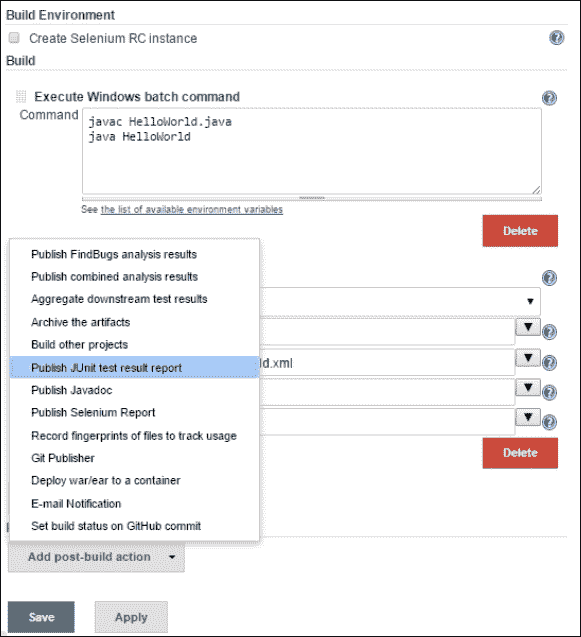 Build Environment
Create Selenium RC instance
Build
Execute Windows batch command
Command
javac HelloWorld.java
java HelloWorld
See the list of available environment variables
Delete
Publish FindBugs analysis results
Publish combined analysis results
Aggregate downstream test results
Archive the artifacts
Build other projects
Publish JUnit test result report
ld.xml
Publish Javadoc
Publish Selenium Report
Record fingerprints of files to track usage
Delete
Git Publisher
Deploy war/ear to a container
E-mail Notification
Set build status on GitHub commit
Add post-build action
Save
Apply